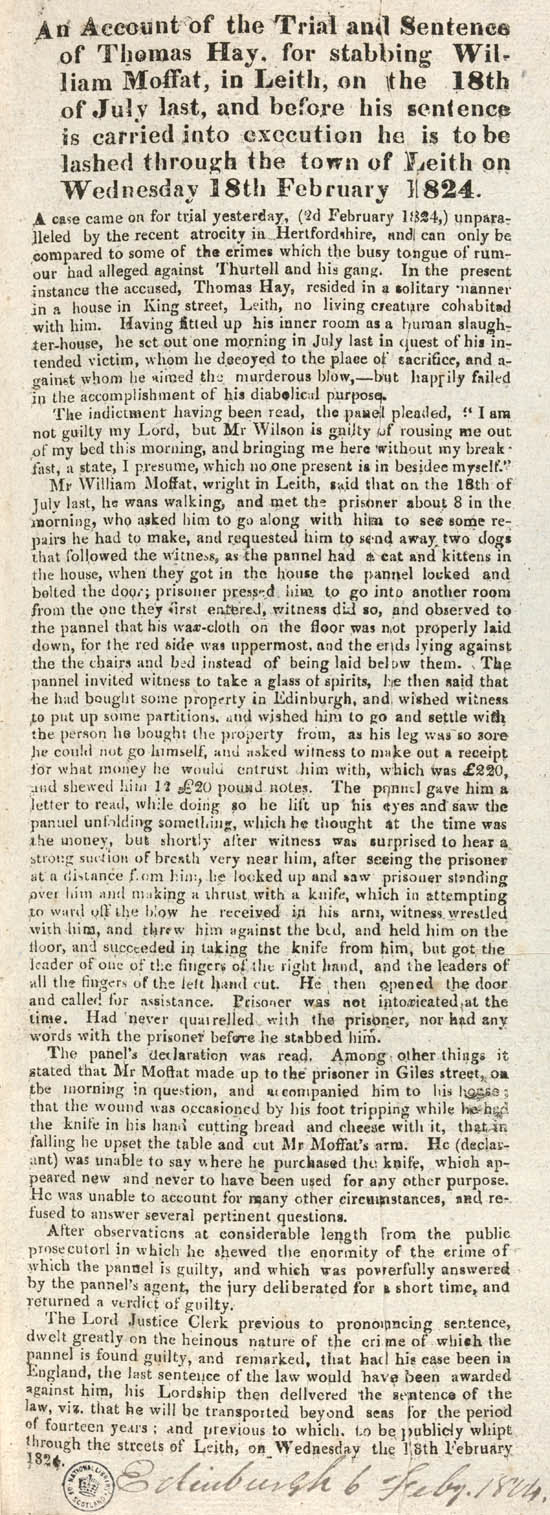 An Account of the Trial and Sentence
of Thomas Hay, for stabbing Wil-
liam Moffat, in Leith, on the 18th
of July last, and before his sentence
is carried into execution he is to be
lashed through the town of Leith on
Wednesday 18th February 1824.
A case came on for trial yesterday, (2d February 1824,) unpara-
lleled by the recent atrocity in Hertfordshire, and can only be
compared to some of the crimes which the busy tongue of rum-
our had alleged against Thurtell and his gang. In the present
instance the accused, Thomas Hay, resided in a solitary manner
in a house in King street, Leith, no living creature cohabited
with him. Having fitted up his inner room as a human slaugh-
ter-house, he set out one morning in July last in quest of his in-
tended victim, whom he decoyed to the place of sacrifice, and a-
gainst whom he aimed the murderous blow,—but happily failed
in the accomplishment of his diabolical purpose.
The indictment having been read, the panel pleaded, " I am
not guilty my Lord, but Mr Wilson is guilty of rousing me out
of my bed this morning, and bringing me here without my break-
fast, a state, I presume, which no one present is in besidee myself."
Mr William Moffat, wright in Leith, said that on the 18th of
July last, he waas walking, and met the prisoner about 8 in the
morning, who asked him to go along with him to see some re-
pairs he had to make, and requested him to send away two dogs
that followed the witness, as the pannel had a cat and kittens in
the house, when they got in the house the pannel locked and
bolted the door; prisoner pressed him to go into another room
from the one they first entered, witness did so, and observed to
the pannel that his wax-cloth on the floor was not properly laid
down, for the red side was uppermost, and the ends lying against
the the chairs and bed instead of being laid below them. The
pannel invited witness to take a glass of spirits, he then said that
he had bought some property in Edinburgh, and wished witness
to put up some partitions, and wished him to go and settle with
the person he bought the property from, as his leg was so sore
he could not go himself, and asked witness to make out a receipt
for what money he would entrust him with, which was £220,
and shewed him £20 pound notes. The pannel gave him a
letter to read, while doing so he lift up his eyes and saw the
pannel unfolding something, which he thought at the time was
the money, but shortly after witness was surprised to hear a
strong suction of breath very near him, after seeing the prisoner
at a distance from him, he looked up and saw prisoner standing
over him and making a thrust with a knife, which in attempting
to ward off the blow he received in his arm, witness wrestled
with him, and threw him against the bed, and held him on the
floor, and succeeded in taking the knife from him, but got the
leader of one of the fingers of the right hand, and the leaders of
all the fingers of the left hand cut. He then opened the door
and called for assistance. Prisoner was not intoxicated at the
time. Had never quarrelled with the prisoner, nor had any
words with the prisoner before he stabbed him.
The panel's declaration was read. Among other things it
stated that Mr Moffat made up to the prisoner in Giles street, on
the morning in question, and accompanied him to his house;
that the wound was occasioned by his foot tripping while he had
the knife in his hand cutting bread and cheese with it, that in
falling he upset the table and cut Mr Moffat's arm. He (declar-
ant) was unable to say where he purchased the knife, which ap-
peared new and never to have been used for any other purpose.
He was unable to account for many other circumstances, and re-
fused to answer several pertinent questions.
After observations at considerable length from the public
prosecutorl in which he shewed the enormity of the crime of
which the pannel is guilty, and which was powerfully answered
by the pannel's agent, the jury deliberated for a short time, and
returned a verdict of guilty.
The Lord Justice Clerk previous to pronouncing sentence,
dwelt greatly on the heinous nature of the crime of which the
pannel is found guilty, and remarked, that had his case been in
England, the last sentence of the law would have been awarded
against him, his Lordship then dellvered the sentence of the
law, viz. that he will be transported beyond seas for the period
of fourteen years; and previous to which. to be publicly whipt
through the streets of Leith, on Wednesday the 18th February
1824.
NATIONAL LIBRARY OF SCOTLAND
Edinburgh 6 Feby. 1824.